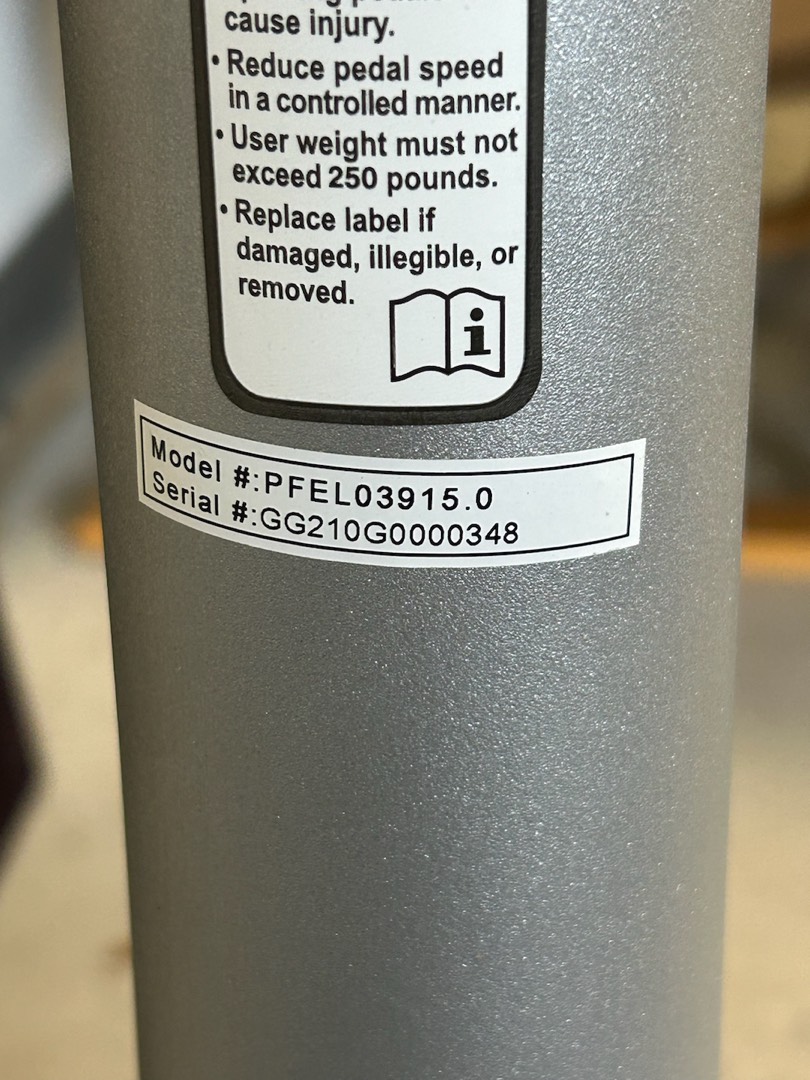 cause injury.
• Reduce pedal speed
in a controlled manner.
• User weight must not
exceed 250 pounds.
• Replace label if
damaged, illegible, or
removed.
i
Model #:PFEL03915.0
Serial #:GG210G0000348